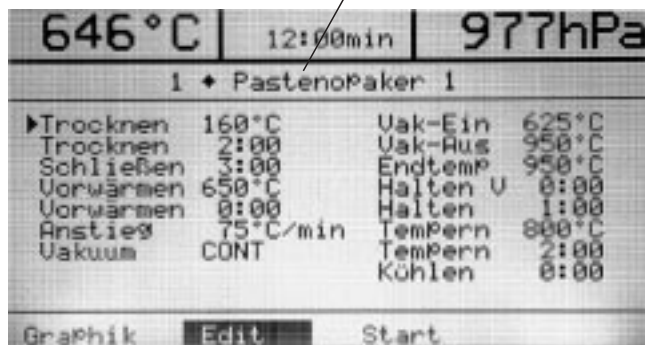 646°C 12:00min 977hPa
1 ♦ Pastenopaker 1
▶Trocknen 160°C Vak-Ein 625°C
Trocknen 2:00 Vak-Aus 950°C
Schließen 3:00 Endtemp 950°C
Vorwärmen 650°C Halten V 0:00
Vorwärmen 0:00 Halten 1:00
Anstieg 75°C/min Tempern 800°C
Vakuum CONT Tempern 2:00
Kühlen 0:00
Graphik Edit Start